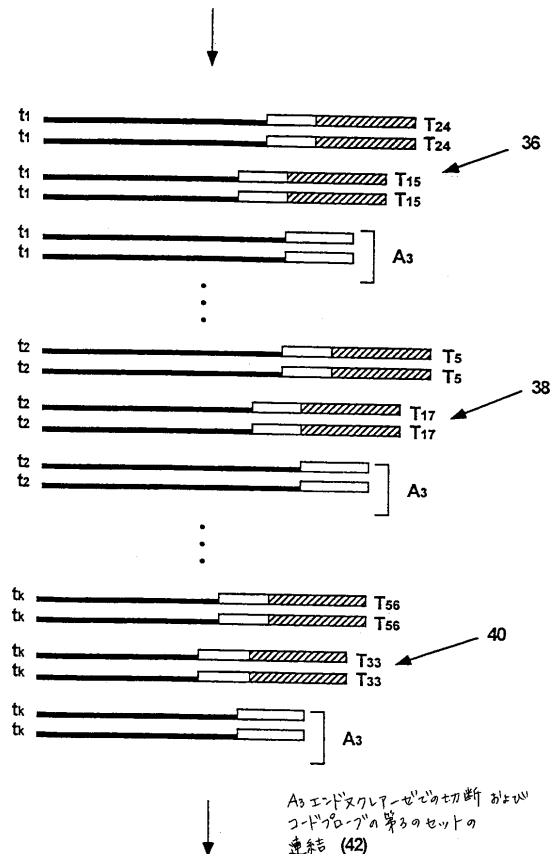 t1 T24
t1 T24
36
t1 T15
t1 T15
t1
A3
t1
t2 T5
t2 T5
38
t2 T17
t2 T17
t2
A3
t2
tk T56
tk T56
40
tk T33
tk T33
tk
A3
tk
A3 エンドヌクレアーゼでの切断 および
コードプローブの第3のセットの
連結 (42)